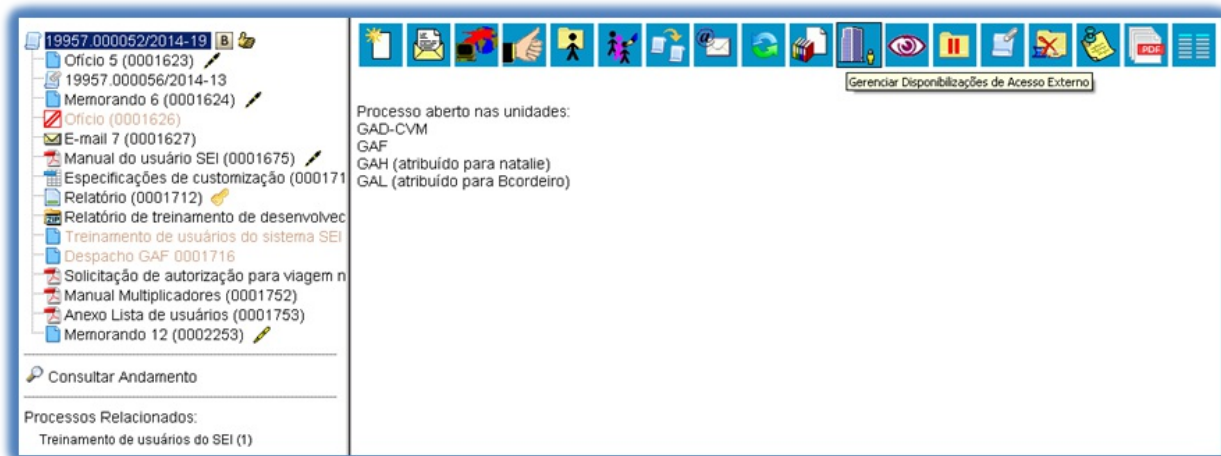 19957.000052/2014-19 B
Ofício 5 (0001623)
19957.000056/2014-13
Memorando 6 (0001624)
Ofício (0001626)
E-mail 7 (0001627)
Manual do usuário SEI (0001675)
Especificações de customização (000171
Relatório (0001712)
Relatório de treinamento de desenvolvec
Treinamento de usuários do sistema SEI
Despacho GAF 0001716
Solicitação de autorização para viagem n
Manual Multiplicadores (0001752)
Anexo Lista de usuários (0001753)
Memorando 12 (0002253)
Consultar Andamento
Processos Relacionados:
Treinamento de usuários do SEI (1)
PDF
Gerenciar Disponibilizações de Acesso Externo
Processo aberto nas unidades:
GAD-CVM
GAF
GAH (atribuído para natalie)
GAL (atribuído para Bcordeiro)